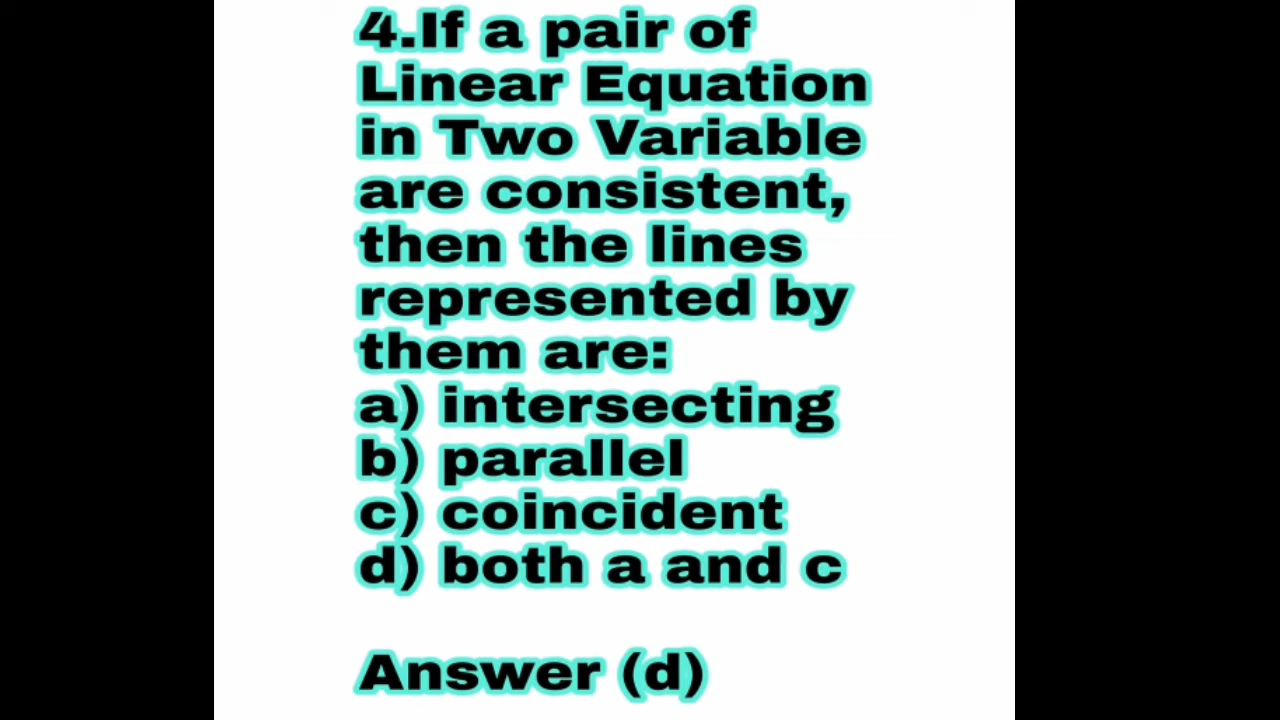 4.If a pair of
Linear Equation
in Two Variable
are consistent,
then the lines
represented by
them are:
a) intersecting
b) parallel
c) coincident
d) both a and c
Answer (d)